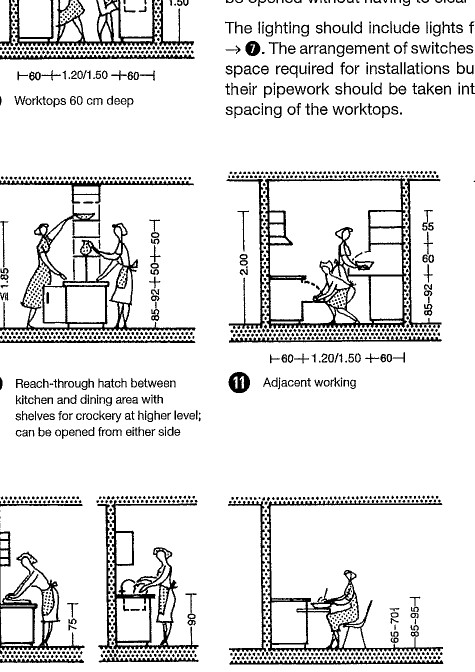 be opened without having to clear
1.50
The lighting should include lights f
→ 7. The arrangement of switches
space required for installations bu
their pipework should be taken int
spacing of the worktops.
60 1.20/1.50 60
Worktops 60 cm deep
1.85
85–92 50 50
2.00
55
60
85–92
60 1.20/1.50 60
Reach-through hatch between
kitchen and dining area with
shelves for crockery at higher level;
can be opened from either side
11 Adjacent working
75
90
65–70
85–95